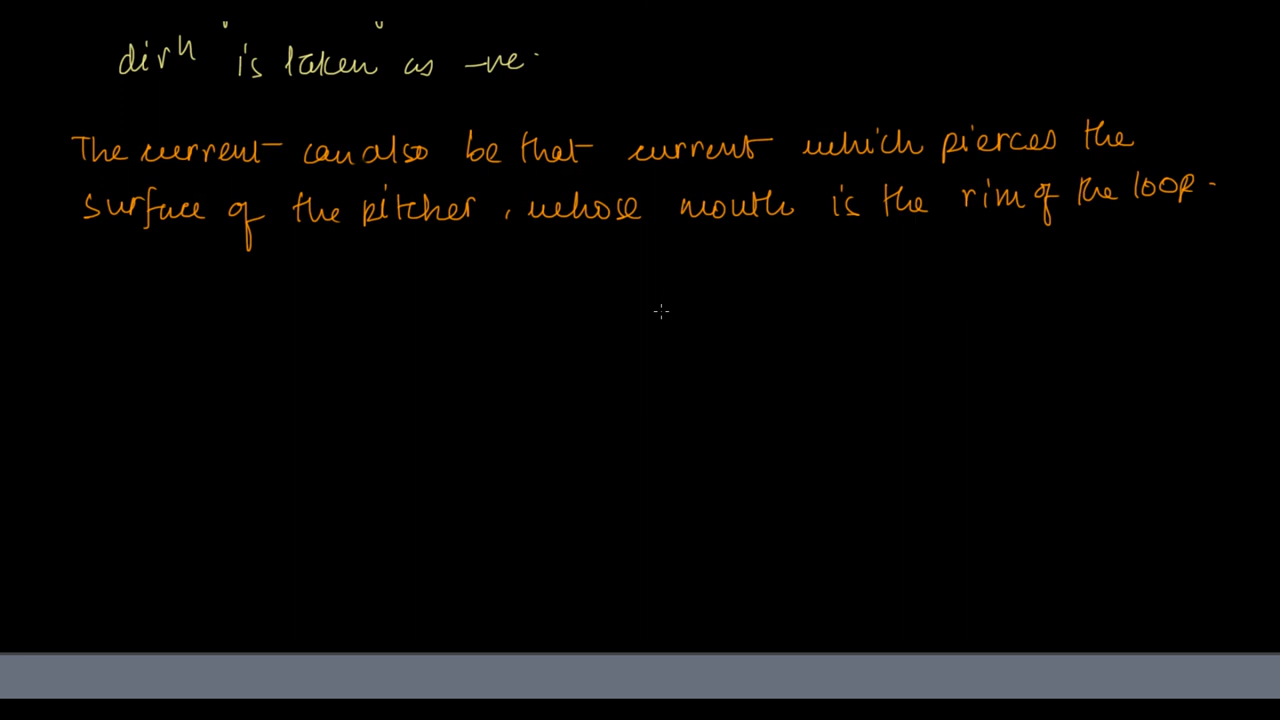 dirⁿ is taken as -ve.
The current can also be that current which pierces the
surface of the pitcher, whose mouth is the rim of the loop.